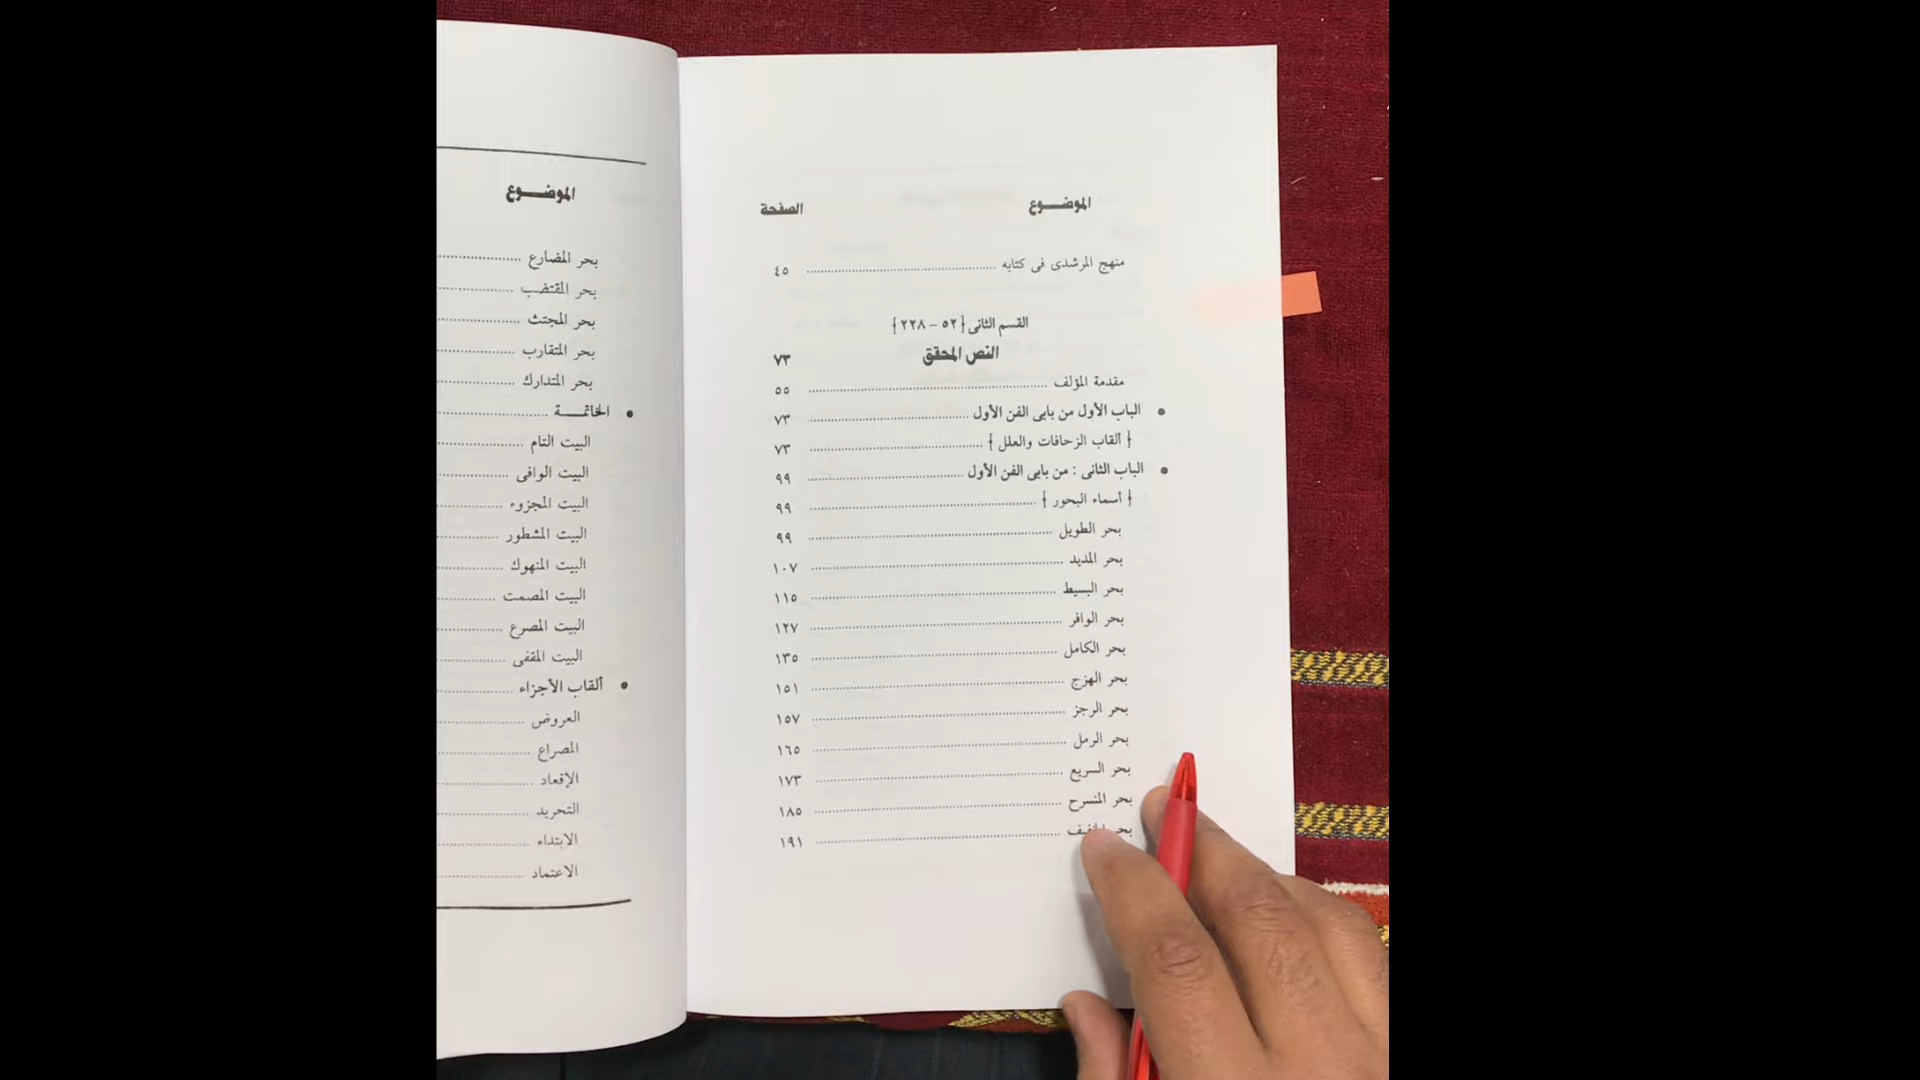 الموضـــوع الصفحة
منهج المرشدى فى كتابه ٤٥
القسم الثانى { ٥٢ – ٢٢٨ }
النص المحقق ٧٣
مقدمة المؤلف ٥٥
• الباب الأول من بابى الفن الأول ٧٣
{ ألقاب الزحافات والعلل } ٧٣
• الباب الثانى : من بابى الفن الأول ٩٩
{ أسماء البحور } ٩٩
بحر الطويل ٩٩
بحر المديد ١٠٧
بحر البسيط ١١٥
بحر الوافر ١٢٧
بحر الكامل ١٣٥
بحر الهزج ١٥١
بحر الرجز ١٥٧
بحر الرمل ١٦٥
بحر السريع ١٧٣
بحر المنسرح ١٨٥
بحر ١٩١
الموضـــوع
بحر المضارع
بحر المقتضب
بحر المجتث
بحر المتقارب
بحر المتدارك
• الخاتمـــة
البيت التام
البيت الوافى
البيت المجزوء
البيت المشطور
البيت المنهوك
البيت المصمت
البيت المصرع
البيت المقفى
• ألقاب الأجزاء
العروض
المصراع
الإقعاد
التحريد
الابتداء
الاعتماد